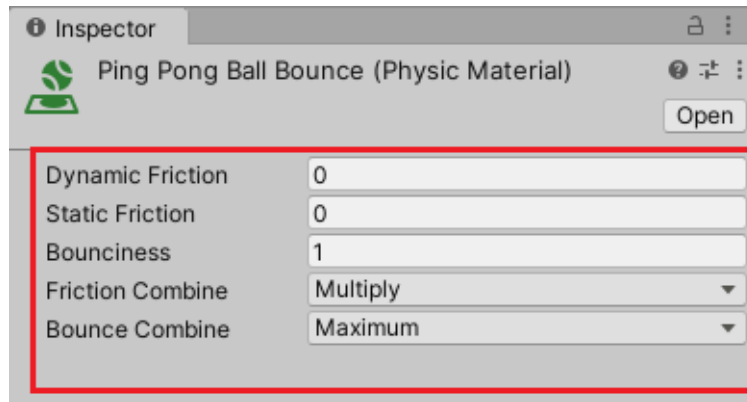 Inspector
Ping Pong Ball Bounce (Physic Material)
Open
Dynamic Friction 0
Static Friction 0
Bounciness 1
Friction Combine Multiply
Bounce Combine Maximum